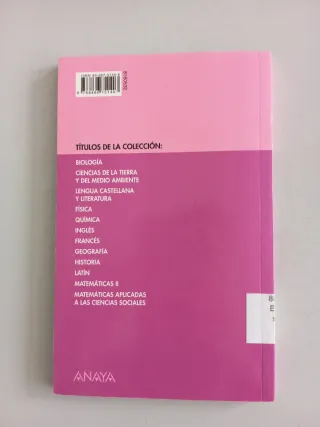 TÍTULOS DE LA COLECCIÓN:
BIOLOGÍA
CIENCIAS DE LA TIERRA
Y DEL MEDIO AMBIENTE
LENGUA CASTELLANA
Y LITERATURA
FÍSICA
QUÍMICA
INGLÉS
FRANCÉS
GEOGRAFÍA
HISTORIA
LATÍN
MATEMÁTICAS II
MATEMÁTICAS APLICADAS
A LAS CIENCIAS SOCIALES
ANAYA